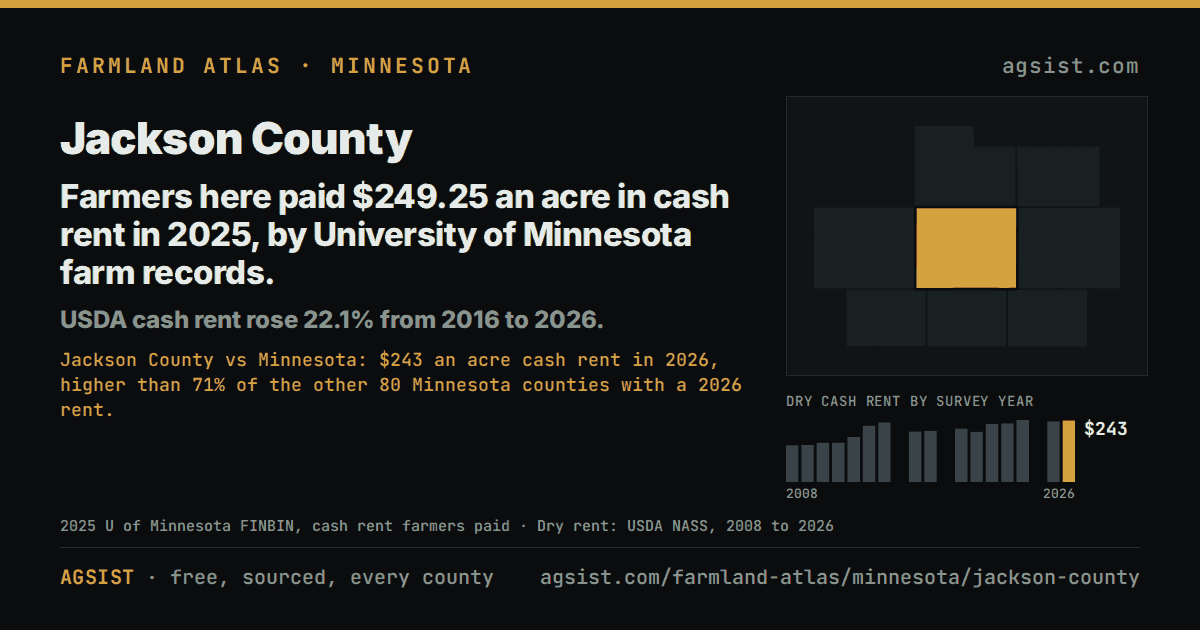 FARMLAND ATLAS · MINNESOTA
agsist.com
Jackson County
Farmers here paid $249.25 an acre in cash
rent in 2025, by University of Minnesota
farm records.
USDA cash rent rose 22.1% from 2016 to 2026.
Jackson County vs Minnesota: $243 an acre cash rent in 2026,
higher than 71% of the other 80 Minnesota counties with a 2026
rent.
DRY CASH RENT BY SURVEY YEAR
$243
2008
2026
2025 U of Minnesota FINBIN, cash rent farmers paid · Dry rent: USDA NASS, 2008 to 2026
AGSIST · free, sourced, every county
agsist.com/farmland-atlas/minnesota/jackson-county